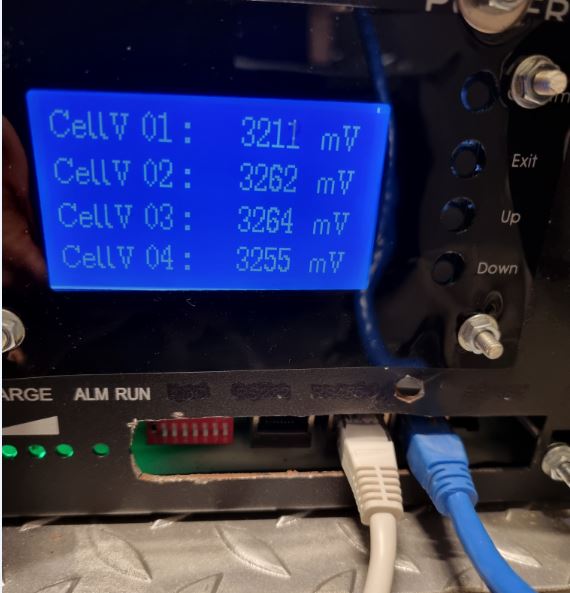 CellV 01: 3211 mV
CellV 02: 3262 mV
CellV 03: 3264 mV
CellV 04: 3255 mV
Exit
Up
Down
ALM RUN